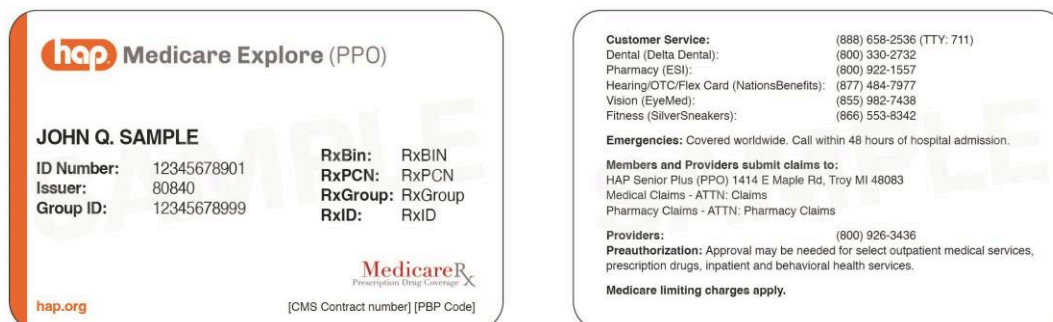 hap. Medicare Explore (PPO)
JOHN Q. SAMPLE
ID Number: 12345678901
Issuer: 80840
Group ID: 12345678999
RxBin: RxBIN
RxPCN: RxPCN
RxGroup: RxGroup
RxID: RxID
SAMPLE
MedicareRx
Prescription Drug Coverage
hap.org
[CMS Contract number] [PBP Code]
Customer Service: (888) 658-2536 (TTY: 711)
Dental (Delta Dental): (800) 330-2732
Pharmacy (ESI): (800) 922-1557
Hearing/OTC/Flex Card (NationsBenefits): (877) 484-7977
Vision (EyeMed): (855) 982-7438
Fitness (SilverSneakers): (866) 553-8342
Emergencies: Covered worldwide. Call within 48 hours of hospital admission.
Members and Providers submit claims to:
HAP Senior Plus (PPO) 1414 E Maple Rd, Troy MI 48083
Medical Claims - ATTN: Claims
Pharmacy Claims - ATTN: Pharmacy Claims
Providers: (800) 926-3436
Preauthorization: Approval may be needed for select outpatient medical services,
prescription drugs, inpatient and behavioral health services.
Medicare limiting charges apply.
SAMPLE